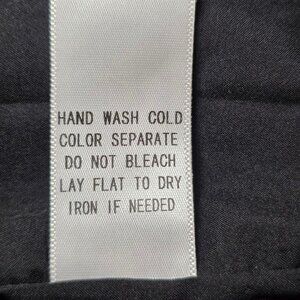 HAND WASH COLD
COLOR SEPARATE
DO NOT BLEACH
LAY FLAT TO DRY
IRON IF NEEDED